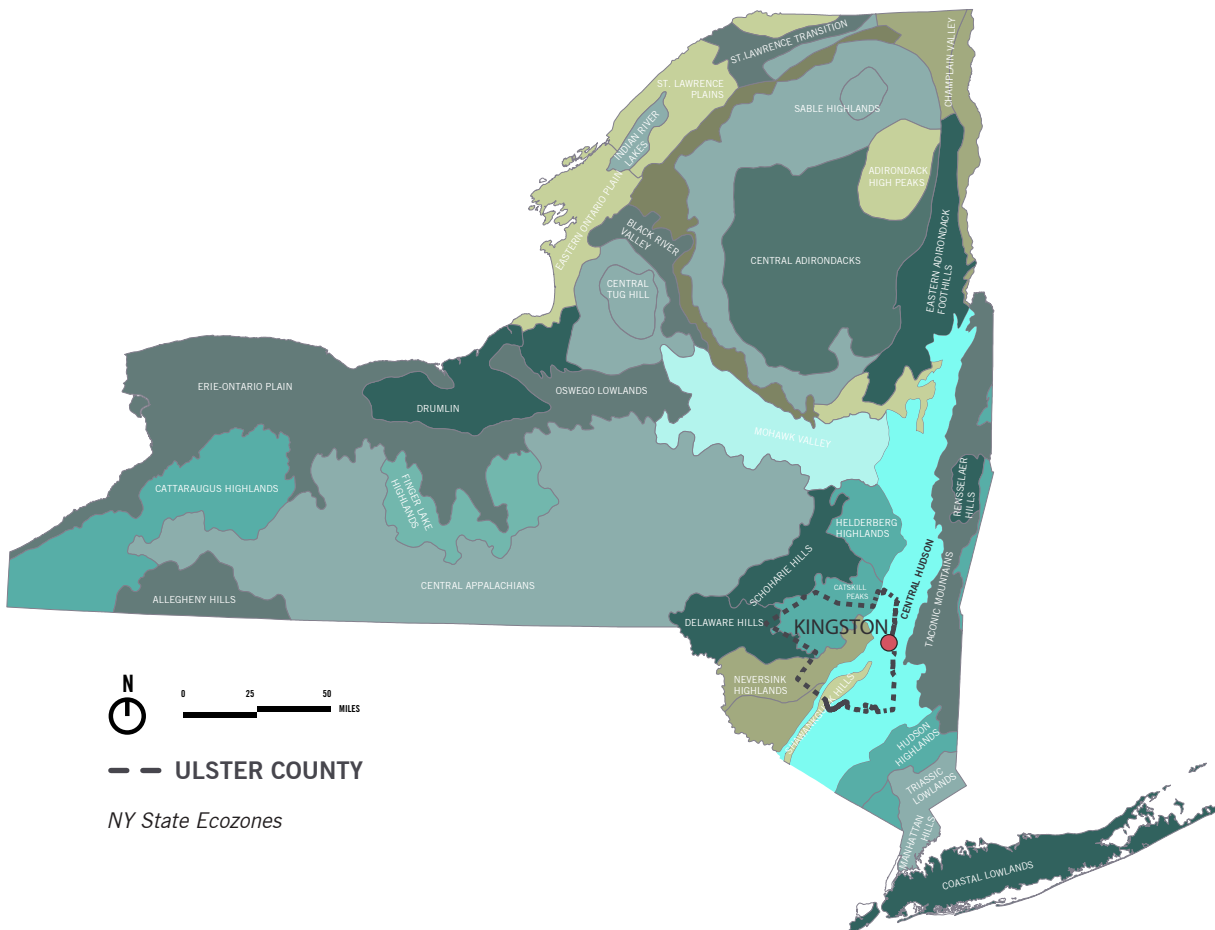 ST.LAWRENCE TRANSITION
CHAMPLAIN VALLEY
ST. LAWRENCE
PLAINS
SABLE HIGHLANDS
INDIAN RIVER
LAKES
ADIRONDACK
HIGH PEAKS
EASTERN ONTARIO PLAIN
BLACK RIVER
VALLEY
CENTRAL ADIRONDACKS
EASTERN ADIRONDACK
FOOTHILLS
CENTRAL
TUG HILL
ERIE-ONTARIO PLAIN
OSWEGO LOWLANDS
DRUMLIN
MOHAWK VALLEY
CATTARAUGUS HIGHLANDS
FINGER LAKE
HIGHLANDS
RENSSELAER
HILLS
HELDERBERG
HIGHLANDS
SCHOHARIE HILLS
CENTRAL HUDSON
CENTRAL APPALACHIANS
CATSKILL
PEAKS
TACONIC MOUNTAINS
ALLEGHENY HILLS
DELAWARE HILLS
KINGSTON
NEVERSINK
HIGHLANDS
HILLS
N
0 25 50
MILES
HUDSON
HIGHLANDS
ULSTER COUNTY
TRIASSIC
LOWLANDS
NY State Ecozones
MANHATTAN
HILLS
COASTAL LOWLANDS